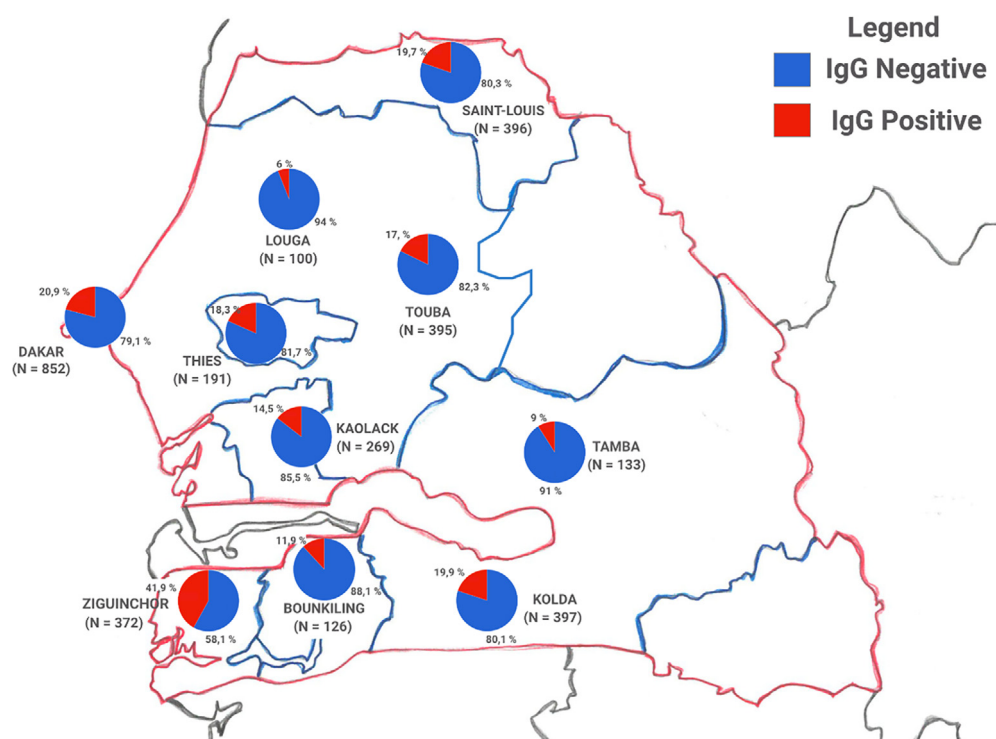 Legend
IgG Negative
IgG Positive
19,7 %
80,3 %
SAINT-LOUIS
(N = 396)
6 %
94 %
LOUGA
(N = 100)
17, %
82,3 %
TOUBA
(N = 395)
20,9 %
79,1 %
DAKAR
(N = 852)
18,3 %
81,7 %
THIES
(N = 191)
14,5 %
85,5 %
KAOLACK
(N = 269)
9 %
91 %
TAMBA
(N = 133)
41,9 %
58,1 %
ZIGUINCHOR
(N = 372)
11,9 %
88,1 %
BOUNKILING
(N = 126)
19,9 %
80,1 %
KOLDA
(N = 397)